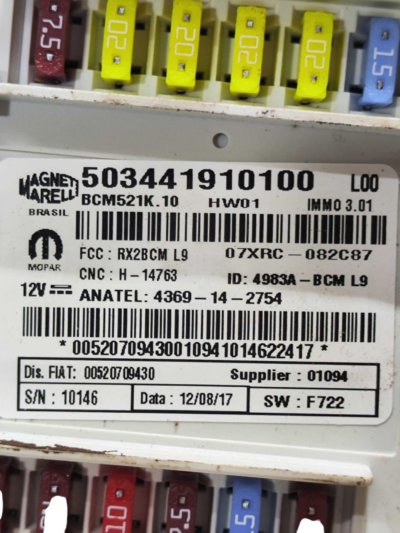 7.5 20 20 20 20 15
MAGNETI MARELLI
BRASIL
503441910100 L00
BCM521K.10 HW01 IMMO 3.01
MOPAR
FCC : RX2BCM L9 07XRC-082C87
CNC : H-14763 ID: 4983A-BCM L9
12V ANATEL: 4369-14-2754
*00520709430010941014622417*
Dis. FIAT: 00520709430 Supplier : 01094
S/N : 10146 Data : 12/08/17 SW : F722
10 7.5